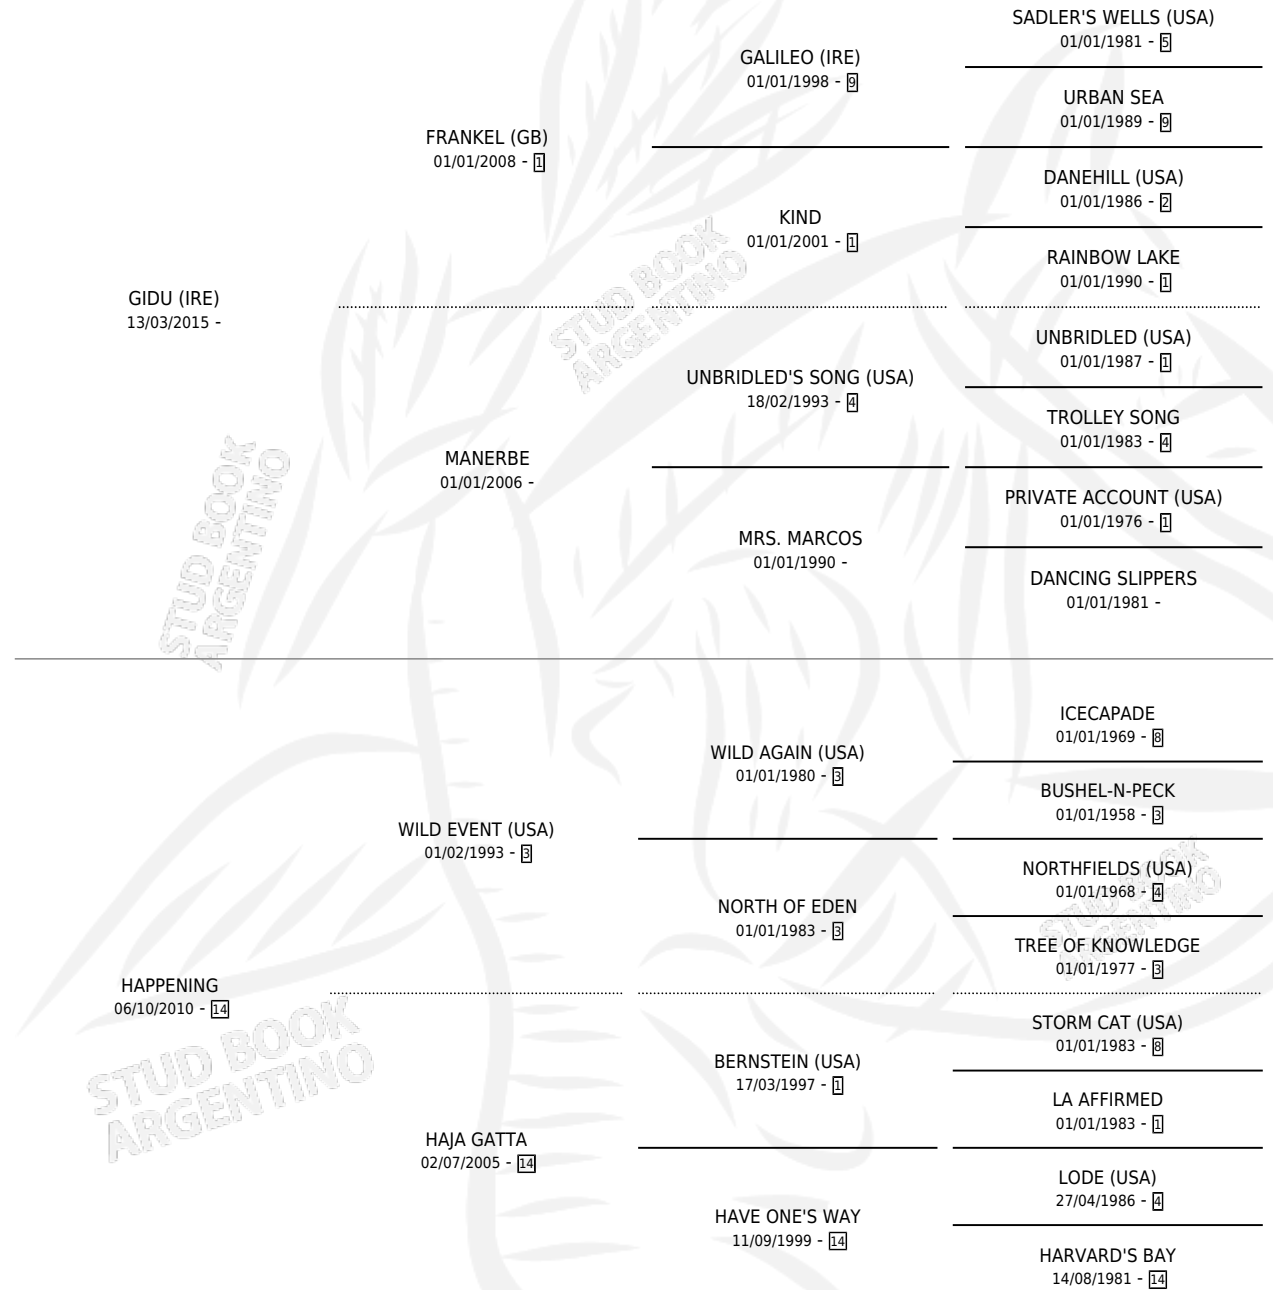 SADLER'S WELLS (USA)
01/01/1981 - 5
GALILEO (IRE)
01/01/1998 - 9
URBAN SEA
01/01/1989 - 9
FRANKEL (GB)
01/01/2008 - 1
DANEHILL (USA)
01/01/1986 - 2
KIND
01/01/2001 - 1
RAINBOW LAKE
01/01/1990 - 1
GIDU (IRE)
13/03/2015 -
UNBRIDLED (USA)
01/01/1987 - 1
UNBRIDLED'S SONG (USA)
18/02/1993 - 4
TROLLEY SONG
01/01/1983 - 4
MANERBE
01/01/2006 -
PRIVATE ACCOUNT (USA)
01/01/1976 - 1
MRS. MARCOS
01/01/1990 -
DANCING SLIPPERS
01/01/1981 -
ICECAPADE
01/01/1969 - 8
WILD AGAIN (USA)
01/01/1980 - 3
BUSHEL-N-PECK
01/01/1958 - 3
WILD EVENT (USA)
01/02/1993 - 3
NORTHFIELDS (USA)
01/01/1968 - 4
NORTH OF EDEN
01/01/1983 - 3
TREE OF KNOWLEDGE
01/01/1977 - 3
HAPPENING
06/10/2010 - 14
STORM CAT (USA)
01/01/1983 - 8
BERNSTEIN (USA)
17/03/1997 - 1
LA AFFIRMED
01/01/1983 - 1
HAJA GATTA
02/07/2005 - 14
LODE (USA)
27/04/1986 - 4
HAVE ONE'S WAY
11/09/1999 - 14
HARVARD'S BAY
14/08/1981 - 14
STUD BOOK
ARGENTINO
STUD BOOK
ARGENTINO
STUD BOOK
ARGENTINO
STUD BOOK
ARGENTINO